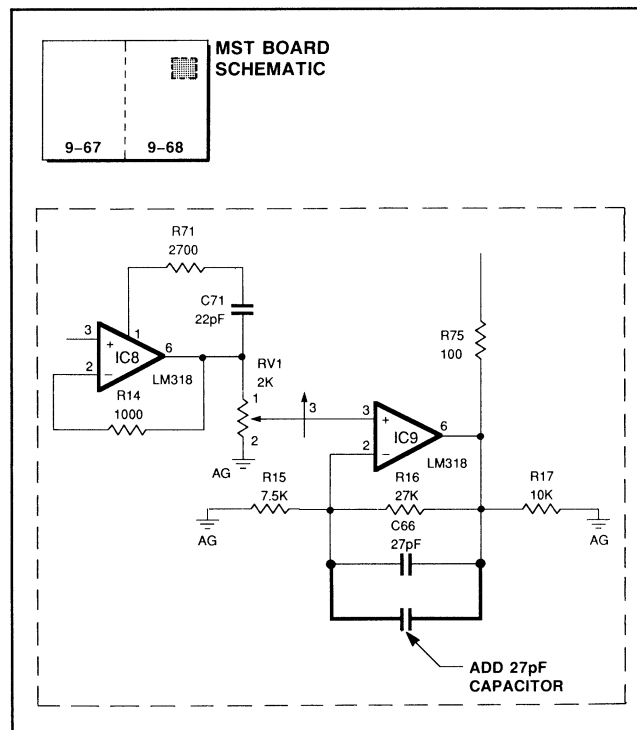 MST BOARD
SCHEMATIC
9-67
9-68
R71
2700
C71
22pF
3
+
1
IC8
6
2
−
LM318
R14
1000
RV1
2K
1
2
3
AG
3
+
IC9
6
2
−
LM318
R75
100
R15
7.5K
AG
R16
27K
C66
27pF
R17
10K
AG
ADD 27pF
CAPACITOR